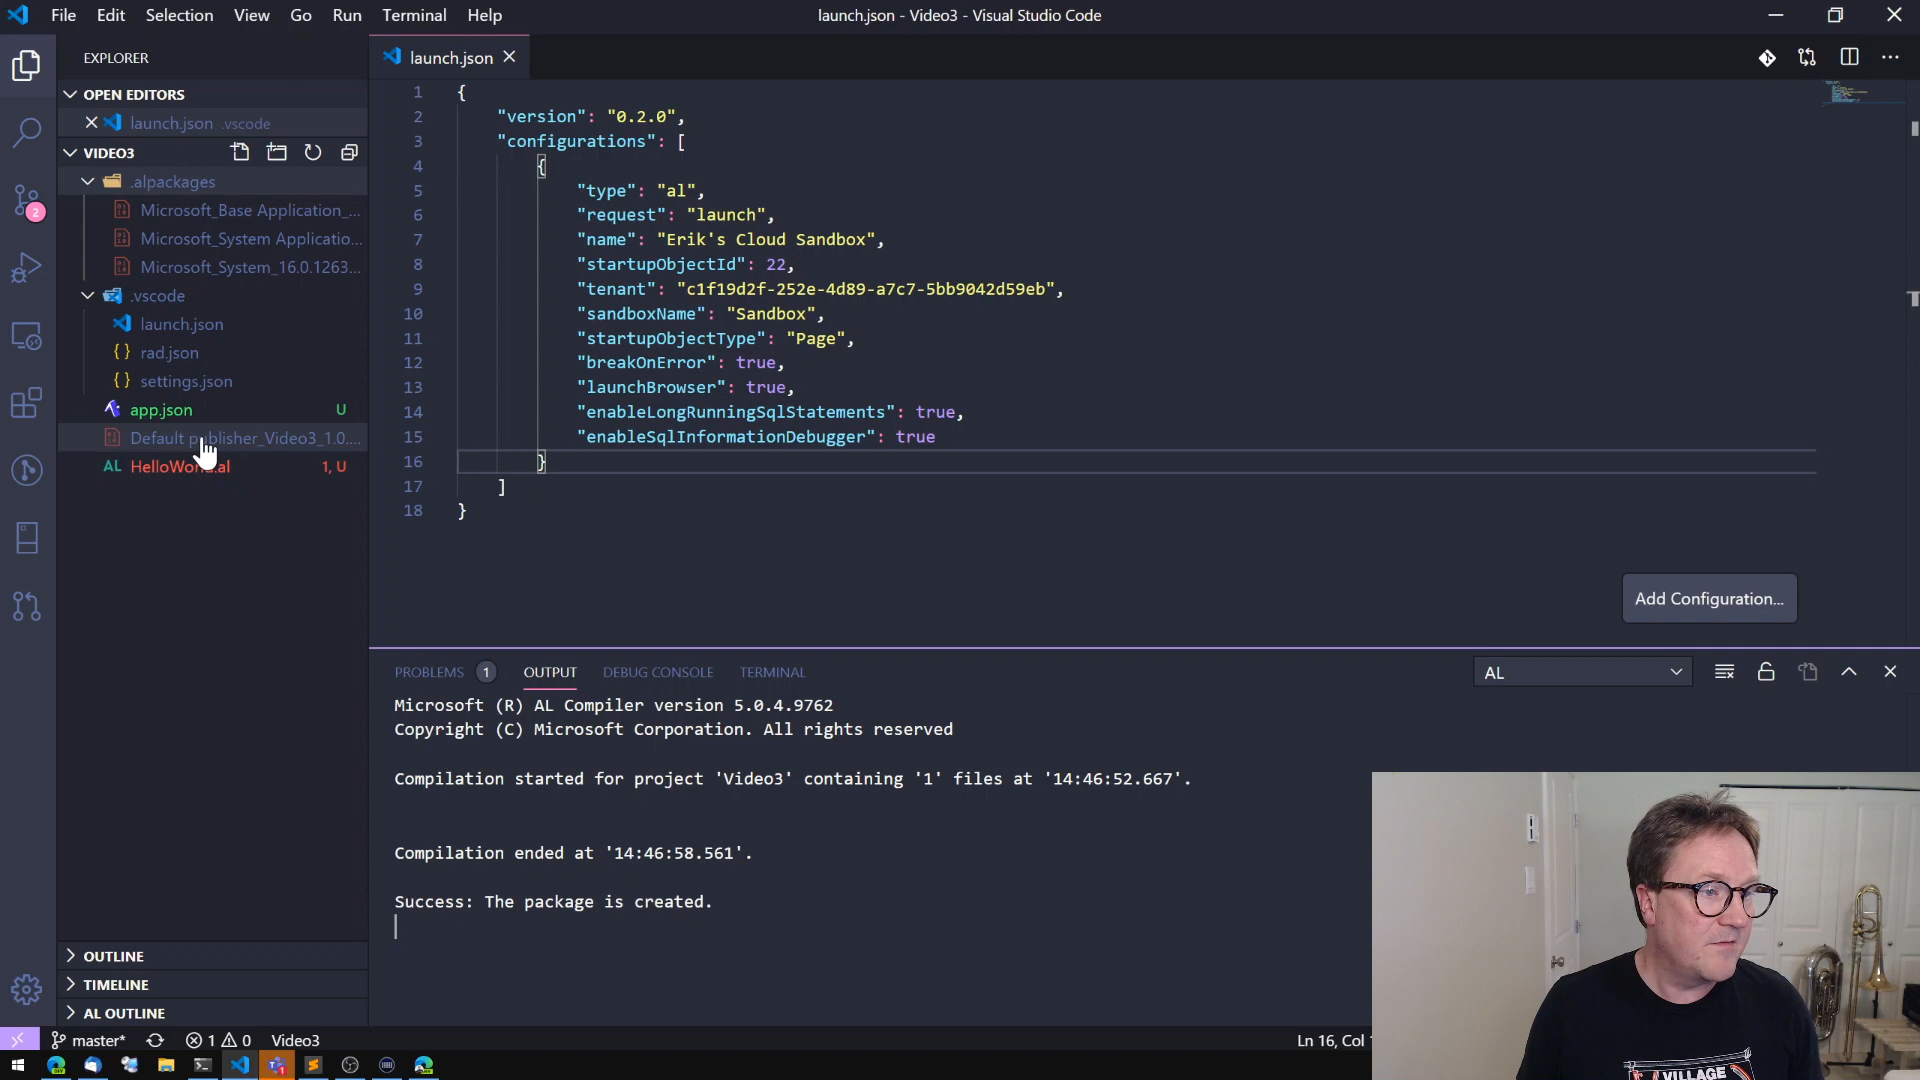 File Edit Selection View Go Run Terminal Help
launch.json - Video3 - Visual Studio Code
EXPLORER
OPEN EDITORS
launch.json .vscode
VIDEO3
.alpackages
Microsoft_Base Application_...
Microsoft_System Applicatio...
Microsoft_System_16.0.1263...
.vscode
launch.json
rad.json
settings.json
app.json U
Default publisher_Video3_1.0....
AL HelloWorld.al 1, U
OUTLINE
TIMELINE
AL OUTLINE
2
launch.json
1 {
2 "version": "0.2.0",
3 "configurations": [
4 {
5 "type": "al",
6 "request": "launch",
7 "name": "Erik's Cloud Sandbox",
8 "startupObjectId": 22,
9 "tenant": "c1f19d2f-252e-4d89-a7c7-5bb9042d59eb",
10 "sandboxName": "Sandbox",
11 "startupObjectType": "Page",
12 "breakOnError": true,
13 "launchBrowser": true,
14 "enableLongRunningSqlStatements": true,
15 "enableSqlInformationDebugger": true
16 }
17 ]
18 }
Add Configuration...
PROBLEMS 1 OUTPUT DEBUG CONSOLE TERMINAL
AL
Microsoft (R) AL Compiler version 5.0.4.9762
Copyright (C) Microsoft Corporation. All rights reserved
Compilation started for project 'Video3' containing '1' files at '14:46:52.667'.
Compilation ended at '14:46:58.561'.
Success: The package is created.
VILLAGE
master* 1 0 Video3
Ln 16, Col